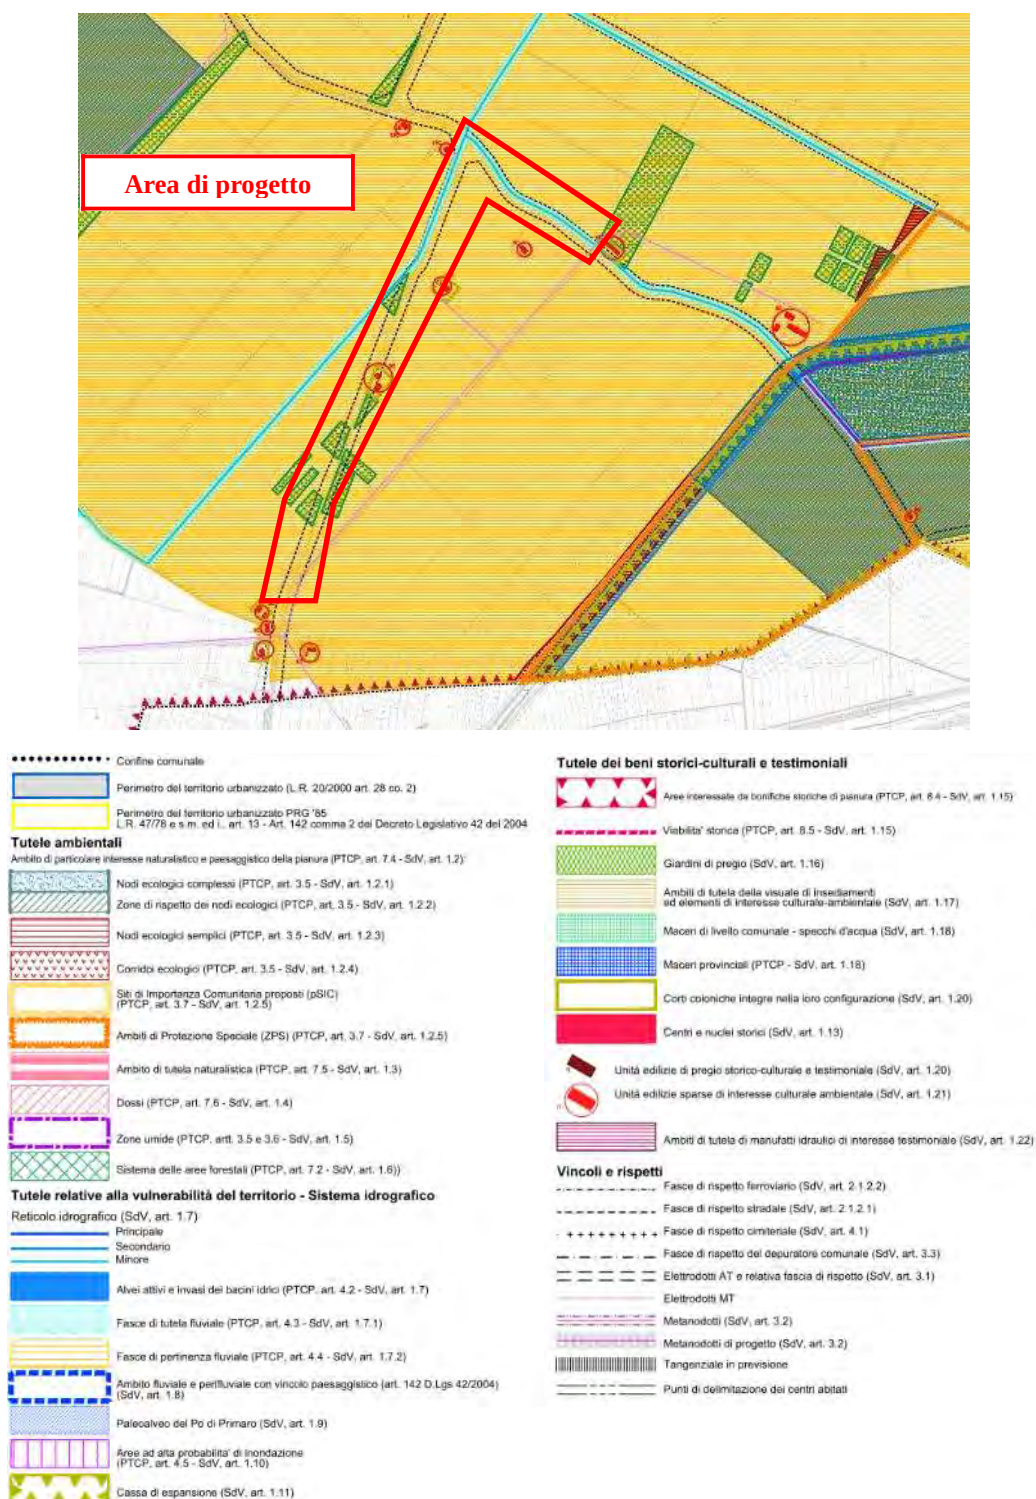 Area di progetto
Confine comunale
Perimetro del territorio urbanizzato (L.R. 20/2000 art. 28 co. 2)
Perimetro del territorio urbanizzato PRG '85
L.R. 47/78 e s.m. ed i., art. 13 - Art. 142 comma 2 del Decreto Legislativo 42 del 2004
Tutele ambientali
Ambito di particolare interesse naturalistico e paesaggistico della pianura (PTCP, art. 7.4 - SdV, art. 1.2):
Nodi ecologici complessi (PTCP, art. 3.5 - SdV, art. 1.2.1)
Zone di rispetto dei nodi ecologici (PTCP, art. 3.5 - SdV, art. 1.2.2)
Nodi ecologici semplici (PTCP, art. 3.5 - SdV, art. 1.2.3)
Corridoi ecologici (PTCP, art. 3.5 - SdV, art. 1.2.4)
Siti di Importanza Comunitaria proposti (pSIC)
(PTCP, art. 3.7 - SdV, art. 1.2.5)
Ambiti di Protezione Speciale (ZPS) (PTCP, art. 3.7 - SdV, art. 1.2.5)
Ambito di tutela naturalistica (PTCP, art. 7.5 - SdV, art. 1.3)
Dossi (PTCP, art. 7.6 - SdV, art. 1.4)
Zone umide (PTCP, artt. 3.5 e 3.6 - SdV, art. 1.5)
Sistema delle aree forestali (PTCP, art. 7.2 - SdV, art. 1.6))
Tutele relative alla vulnerabilità del territorio - Sistema idrografico
Reticolo idrografico (SdV, art. 1.7)
Principale
Secondario
Minore
Alvei attivi e invasi dei bacini idrici (PTCP, art. 4.2 - SdV, art. 1.7)
Fasce di tutela fluviale (PTCP, art. 4.3 - SdV, art. 1.7.1)
Fasce di pertinenza fluviale (PTCP, art. 4.4 - SdV, art. 1.7.2)
Ambito fluviale e perifluviale con vincolo paesaggistico (art. 142 D.Lgs 42/2004)
(SdV, art. 1.8)
Paleoalveo del Po di Primaro (SdV, art. 1.9)
Aree ad alta probabilita' di inondazione
(PTCP, art. 4.5 - SdV, art. 1.10)
Cassa di espansione (SdV, art. 1.11)
Tutele dei beni storici-culturali e testimoniali
Aree interessate da bonifiche storiche di pianura (PTCP, art. 8.4 - SdV, art. 1.15)
Viabilita' storica (PTCP, art. 8.5 - SdV, art. 1.15)
Giardini di pregio (SdV, art. 1.16)
Ambiti di tutela della visuale di insediamenti
ed elementi di interesse culturale-ambientale (SdV, art. 1.17)
Maceri di livello comunale - specchi d'acqua (SdV, art. 1.18)
Maceri provinciali (PTCP - SdV, art. 1.18)
Corti coloniche integre nella loro configurazione (SdV, art. 1.20)
Centri e nuclei storici (SdV, art. 1.13)
Unità edilizie di pregio storico-culturale e testimoniale (SdV, art. 1.20)
Unità edilizie sparse di interesse culturale ambientale (SdV, art. 1.21)
Ambiti di tutela di manufatti idraulici di interesse testimoniale (SdV, art. 1.22)
Vincoli e rispetti
Fasce di rispetto ferroviario (SdV, art. 2.1.2.2)
Fasce di rispetto stradale (SdV, art. 2.1.2.1)
Fasce di rispetto cimiteriale (SdV, art. 4.1)
Fasce di rispetto del depuratore comunale (SdV, art. 3.3)
Elettrodotti AT e relativa fascia di rispetto (SdV, art. 3.1)
Elettrodotti MT
Metanodotti (SdV, art. 3.2)
Metanodotti di progetto (SdV, art. 3.2)
Tangenziale in previsione
Punti di delimitazione dei centri abitati